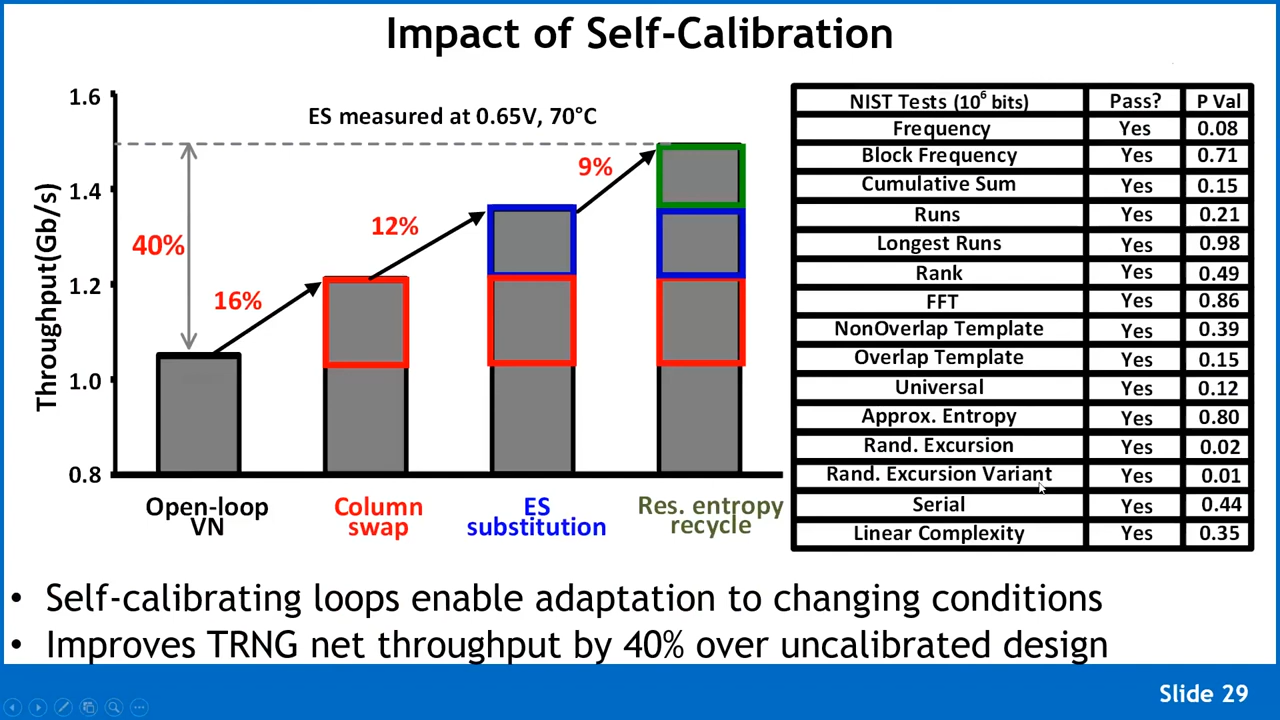 Impact of Self-Calibration
1.6
1.4
1.2
1.0
0.8
Throughput(Gb/s)
ES measured at 0.65V, 70°C
40%
16%
12%
9%
Open-loop
VN
Column
swap
ES
substitution
Res. entropy
recycle
NIST Tests (10⁶ bits) Pass? P Val
Frequency Yes 0.08
Block Frequency Yes 0.71
Cumulative Sum Yes 0.15
Runs Yes 0.21
Longest Runs Yes 0.98
Rank Yes 0.49
FFT Yes 0.86
NonOverlap Template Yes 0.39
Overlap Template Yes 0.15
Universal Yes 0.12
Approx. Entropy Yes 0.80
Rand. Excursion Yes 0.02
Rand. Excursion Variant Yes 0.01
Serial Yes 0.44
Linear Complexity Yes 0.35
• Self-calibrating loops enable adaptation to changing conditions
• Improves TRNG net throughput by 40% over uncalibrated design
Slide 29